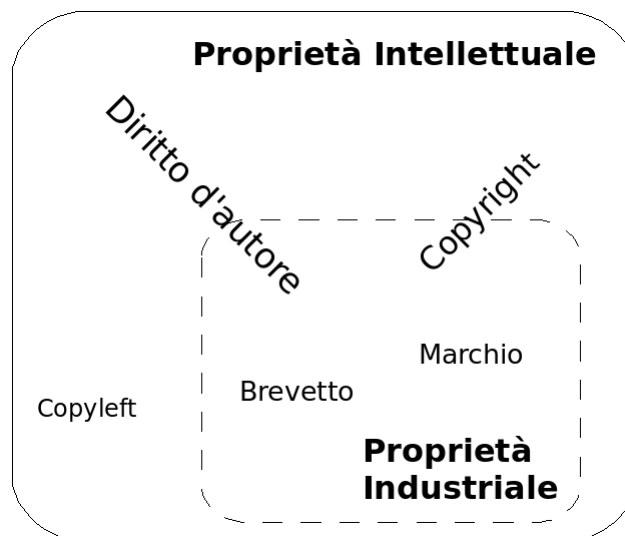 Proprietà Intellettuale
Diritto d'autore
Copyright
Marchio
Brevetto
Copyleft
Proprietà
Industriale